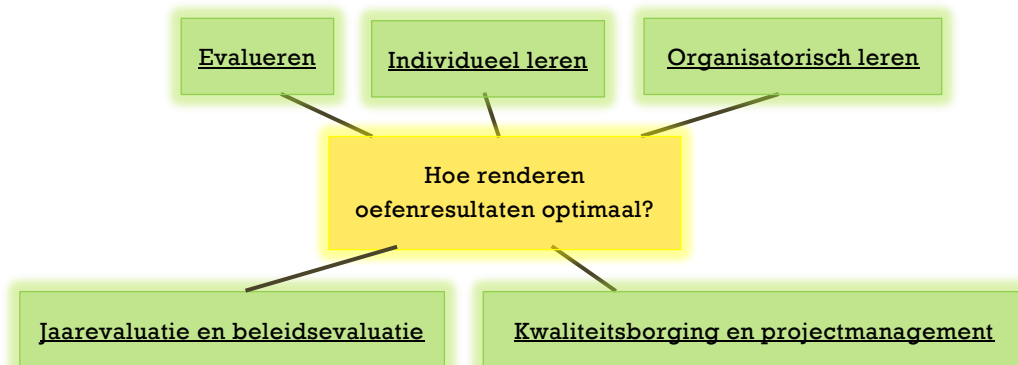 Evalueren
Individueel leren
Organisatorisch leren
Hoe renderen
oefenresultaten optimaal?
Jaarevaluatie en beleidsevaluatie
Kwaliteitsborging en projectmanagement